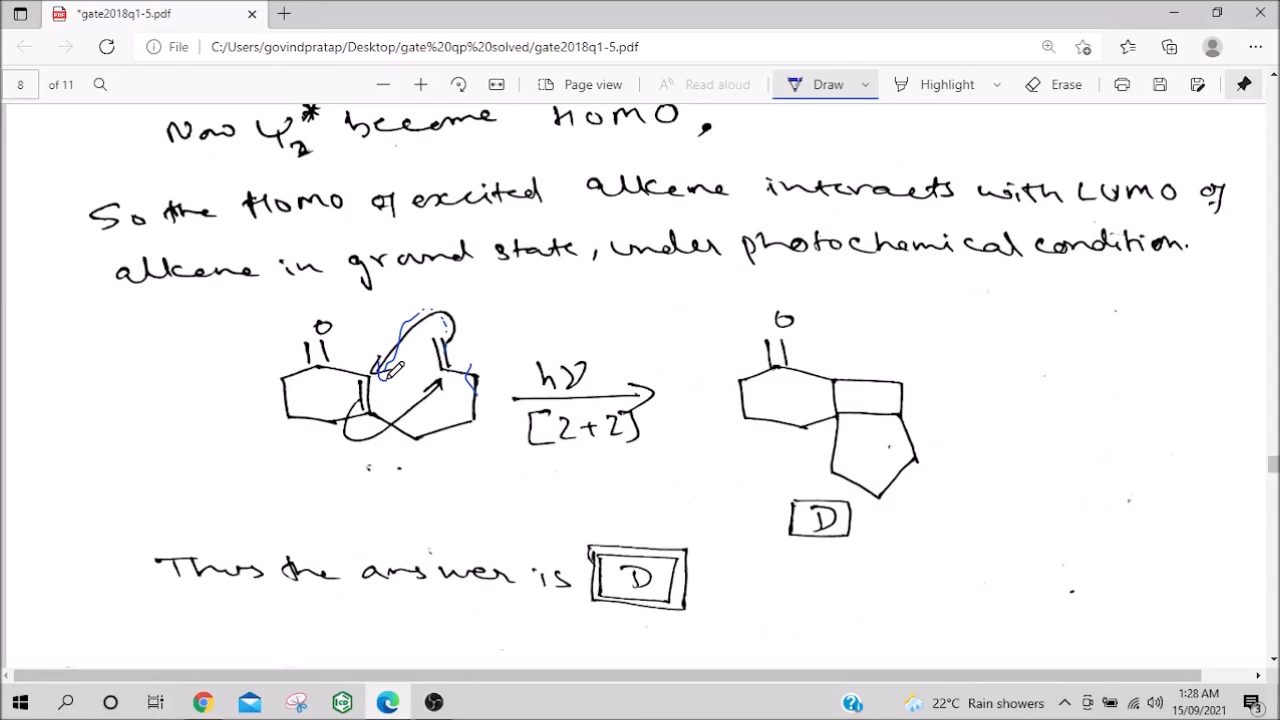 *gate2018q1-5.pdf
File C:/Users/govindpratap/Desktop/gate%20qp%20solved/gate2018q1-5.pdf
8 of 11 Page view Read aloud Draw Highlight Erase
Now Ψ2* become HOMO,
So the HOMO of excited alkene interacts with LUMO of
alkene in grand state, under photochemical condition.
O O
hν
[2+2]
D
Thus the answer is D
22°C Rain showers 1:28 AM
15/09/2021
3